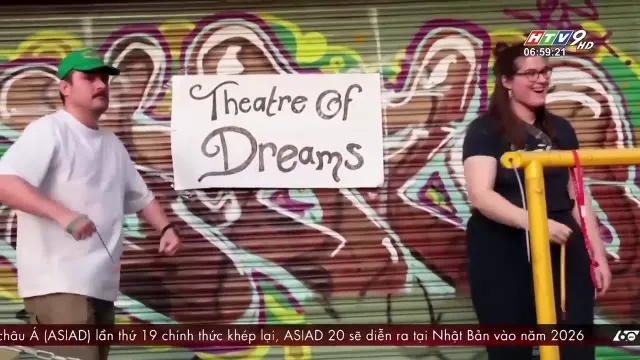 HTV9 HD
06:59:21
Theatre Of
Dreams
châu Á (ASIAD) lần thứ 19 chính thức khép lại, ASIAD 20 sẽ diễn ra tại Nhật Bản vào năm 2026